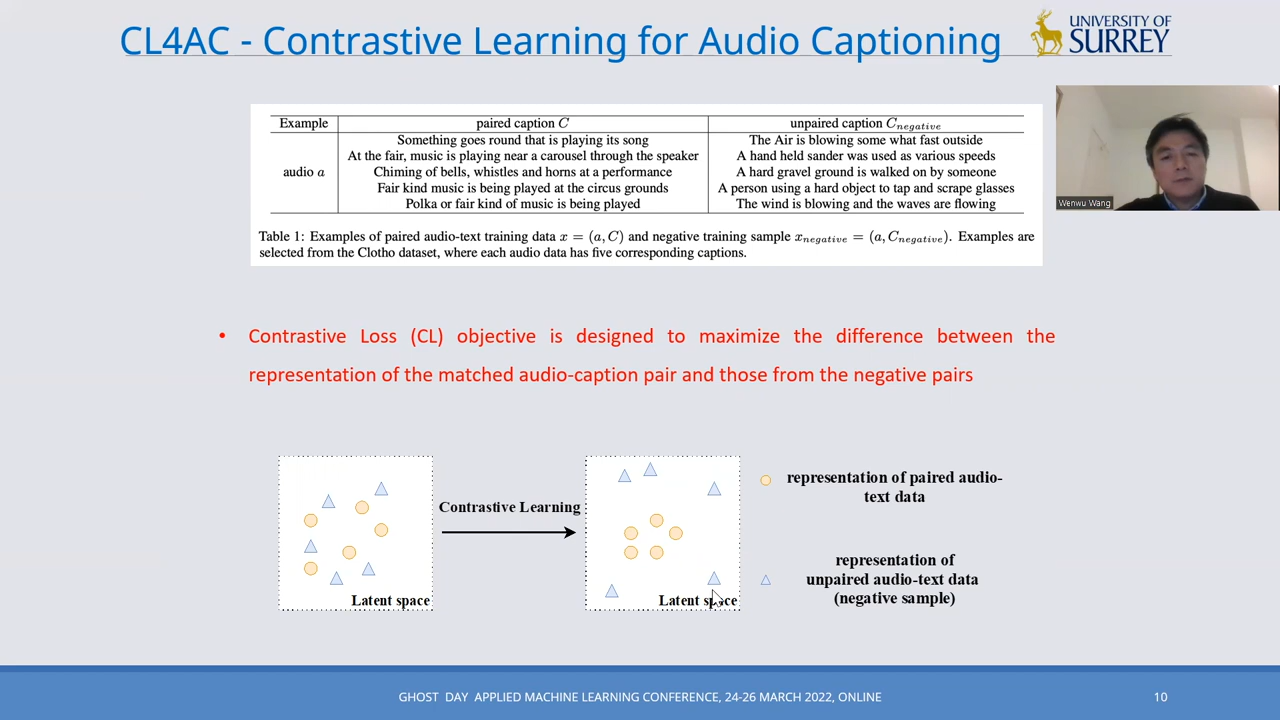 CL4AC - Contrastive Learning for Audio Captioning
UNIVERSITY OF
SURREY
Example paired caption C unpaired caption Cnegative
audio a
Something goes round that is playing its song The Air is blowing some what fast outside
At the fair, music is playing near a carousel through the speaker A hand held sander was used as various speeds
Chiming of bells, whistles and horns at a performance A hard gravel ground is walked on by someone
Fair kind music is being played at the circus grounds A person using a hard object to tap and scrape glasses
Polka or fair kind of music is being played The wind is blowing and the waves are flowing
Table 1: Examples of paired audio-text training data x = (a, C) and negative training sample xnegative = (a, Cnegative). Examples are
selected from the Clotho dataset, where each audio data has five corresponding captions.
Wenwu Wang
• Contrastive Loss (CL) objective is designed to maximize the difference between the
representation of the matched audio-caption pair and those from the negative pairs
Latent space
Contrastive Learning
Latent space
representation of paired audio-
text data
representation of
unpaired audio-text data
(negative sample)
GHOST DAY APPLIED MACHINE LEARNING CONFERENCE, 24-26 MARCH 2022, ONLINE
10